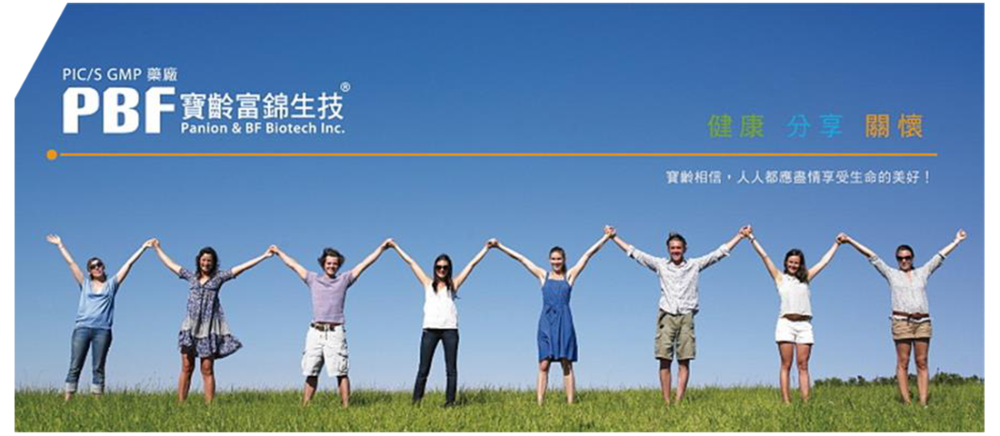 PIC/S GMP 藥廠
PBF 寶齡富錦生技®
Panion & BF Biotech Inc.
健康 分享 關懷
寶齡相信，人人都應盡情享受生命的美好！